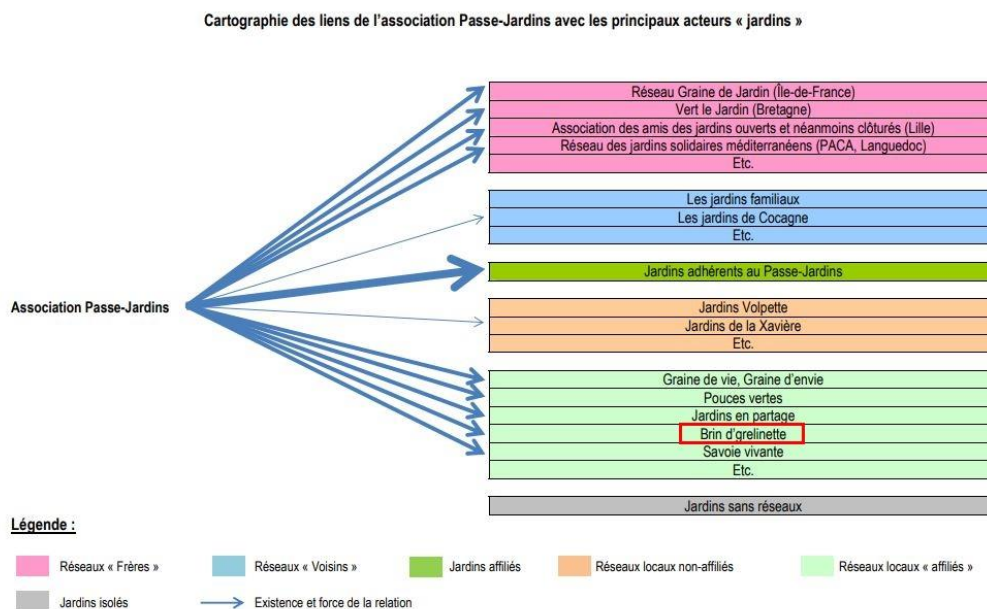 Cartographie des liens de l'association Passe-Jardins avec les principaux acteurs « jardins »
Réseau Graine de Jardin (Île-de-France)
Vert le Jardin (Bretagne)
Association des amis des jardins ouverts et néanmoins clôturés (Lille)
Réseau des jardins solidaires méditerranéens (PACA, Languedoc)
Etc.
Les jardins familiaux
Les jardins de Cocagne
Etc.
Jardins adhérents au Passe-Jardins
Association Passe-Jardins
Jardins Volpette
Jardins de la Xavière
Etc.
Graine de vie, Graine d'envie
Pouces vertes
Jardins en partage
Brin d'grelinette
Savoie vivante
Etc.
Jardins sans réseaux
Légende :
Réseaux « Frères »
Réseaux « Voisins »
Jardins affiliés
Réseaux locaux non-affiliés
Réseaux locaux « affiliés »
Jardins isolés
Existence et force de la relation